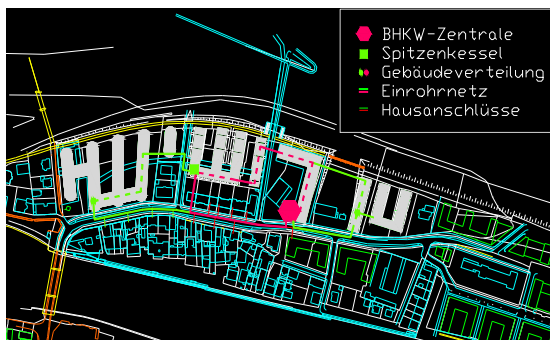 BHKW-Zentrale
Spitzenkessel
Gebäudeverteilung
Einrohrnetz
Hausanschlüsse